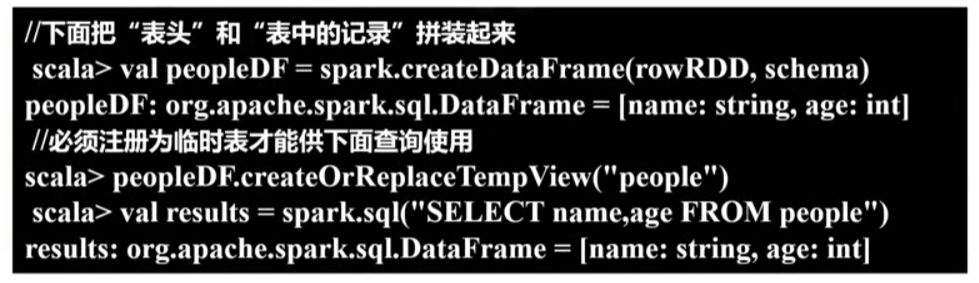 //下面把“表头”和“表中的记录”拼装起来
scala> val peopleDF = spark.createDataFrame(rowRDD, schema)
peopleDF: org.apache.spark.sql.DataFrame = [name: string, age: int]
//必须注册为临时表才能供下面查询使用
scala> peopleDF.createOrReplaceTempView("people")
scala> val results = spark.sql("SELECT name,age FROM people")
results: org.apache.spark.sql.DataFrame = [name: string, age: int]